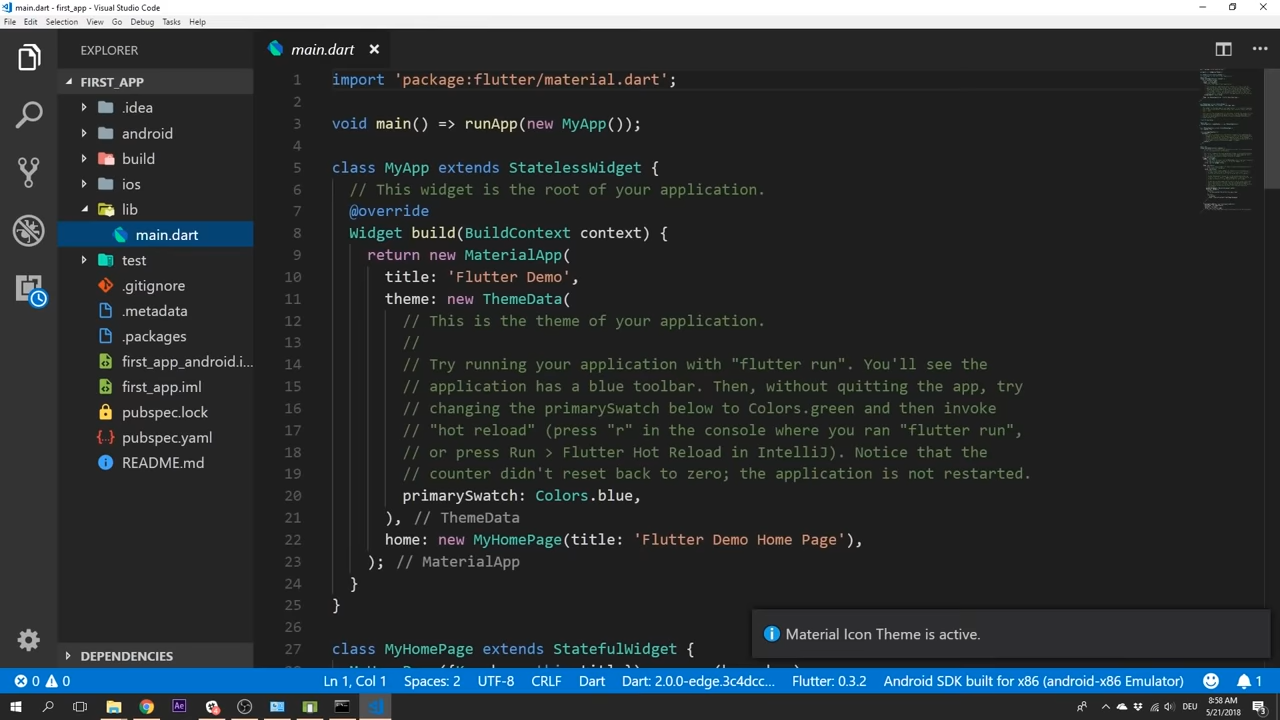 main.dart - first_app - Visual Studio Code
File Edit Selection View Go Debug Tasks Help
EXPLORER
FIRST_APP
.idea
android
build
ios
lib
main.dart
test
.gitignore
.metadata
.packages
first_app_android.i...
first_app.iml
pubspec.lock
pubspec.yaml
README.md
DEPENDENCIES
main.dart
1 import 'package:flutter/material.dart';
2
3 void main() => runApp(new MyApp());
4
5 class MyApp extends StatelessWidget {
6 // This widget is the root of your application.
7 @override
8 Widget build(BuildContext context) {
9 return new MaterialApp(
10 title: 'Flutter Demo',
11 theme: new ThemeData(
12 // This is the theme of your application.
13 //
14 // Try running your application with "flutter run". You'll see the
15 // application has a blue toolbar. Then, without quitting the app, try
16 // changing the primarySwatch below to Colors.green and then invoke
17 // "hot reload" (press "r" in the console where you ran "flutter run",
18 // or press Run > Flutter Hot Reload in IntelliJ). Notice that the
19 // counter didn't reset back to zero; the application is not restarted.
20 primarySwatch: Colors.blue,
21 ), // ThemeData
22 home: new MyHomePage(title: 'Flutter Demo Home Page'),
23 ); // MaterialApp
24 }
25 }
26
27 class MyHomePage extends StatefulWidget {
Material Icon Theme is active.
0 0 Ln 1, Col 1 Spaces: 2 UTF-8 CRLF Dart Dart: 2.0.0-edge.3c4dcc... Flutter: 0.3.2 Android SDK built for x86 (android-x86 Emulator) 1
Ae DEU 8:58 AM
5/21/2018 3